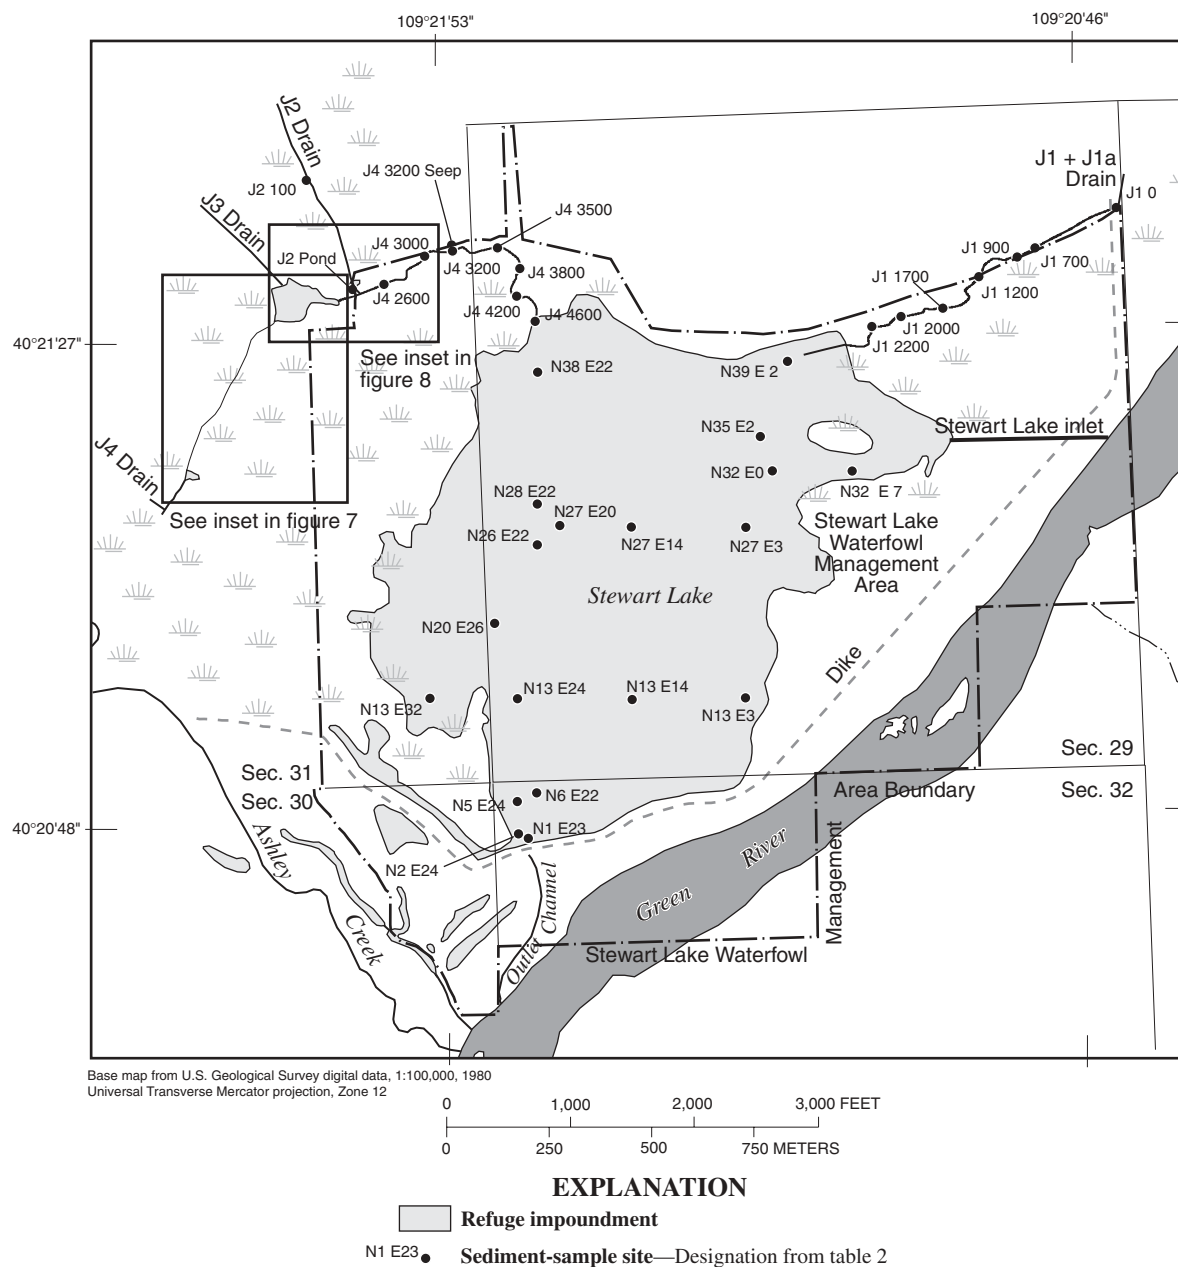 109°21'53"
109°20'46"
J2 Drain
J1 + J1a
Drain
J4 3200 Seep
J2 100
J1 0
J3 Drain
J4 3500
J4 3000
J1 900
J2 Pond
J4 3200
J4 3800
J1 700
J1 1700
J1 1200
J4 2600
J4 4200
J4 4600
J1 2000
40°21'27"
J1 2200
See inset in
figure 8
N38 E22
N39 E 2
N35 E2
Stewart Lake inlet
J4 Drain
N32 E0
N28 E22
N32 E 7
N27 E20
See inset in figure 7
Stewart Lake
Waterfowl
Management
Area
N26 E22
N27 E14
N27 E3
Stewart Lake
N20 E26
Dike
N13 E24
N13 E14
N13 E32
N13 E3
Sec. 29
Sec. 31
Area Boundary
Sec. 32
Sec. 30
N6 E22
N5 E24
40°20'48"
N1 E23
Ashley
Creek
N2 E24
Green River
Management
Outlet Channel
Stewart Lake Waterfowl
Base map from U.S. Geological Survey digital data, 1:100,000, 1980
Universal Transverse Mercator projection, Zone 12
0 1,000 2,000 3,000 FEET
0 250 500 750 METERS
EXPLANATION
Refuge impoundment
N1 E23 Sediment-sample site—Designation from table 2